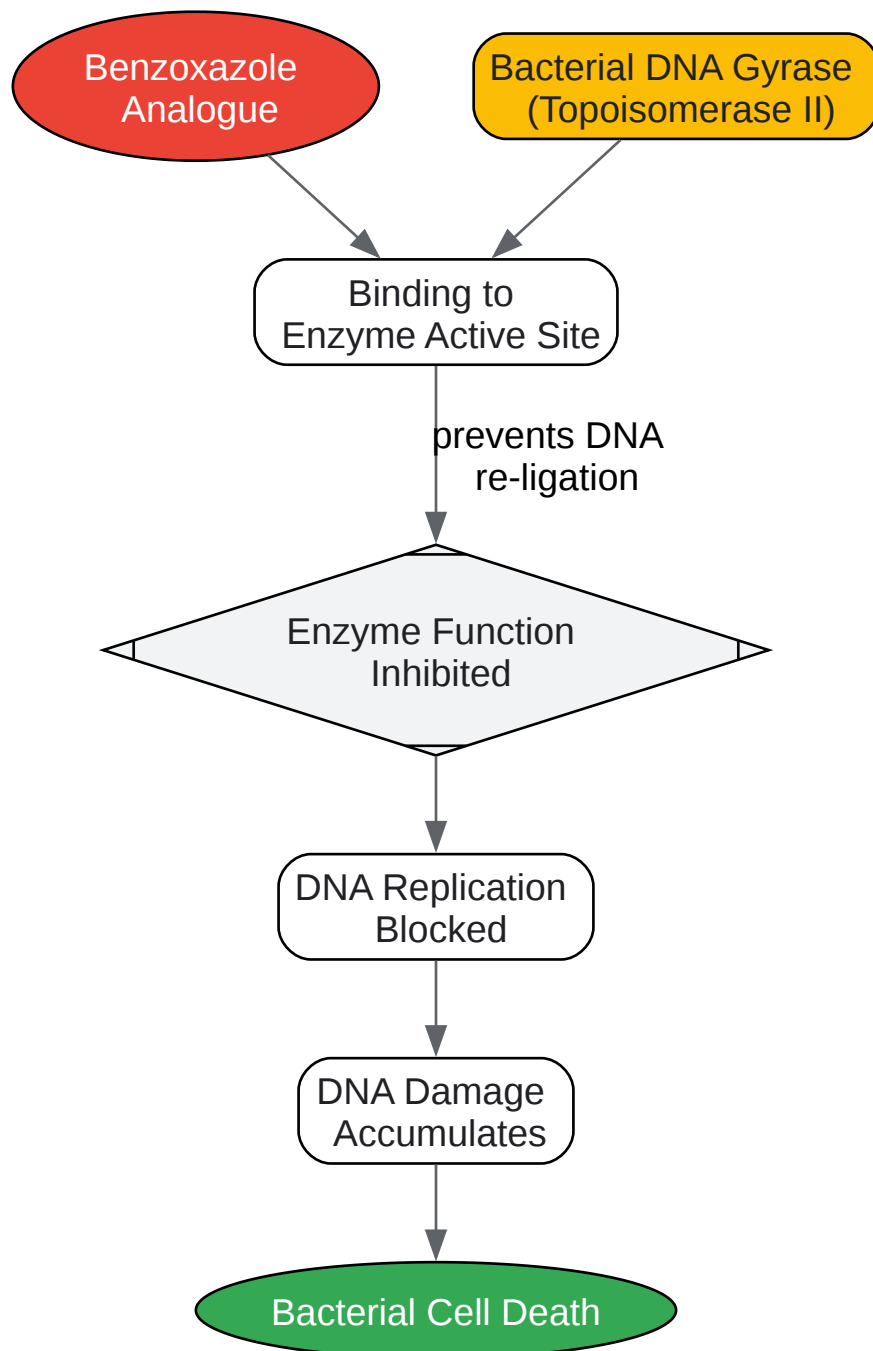 Benzoxazole
Analogue
Bacterial DNA Gyrase
(Topoisomerase II)
Binding to
Enzyme Active Site
prevents DNA
re-ligation
Enzyme Function
Inhibited
DNA Replication
Blocked
DNA Damage
Accumulates
Bacterial Cell Death